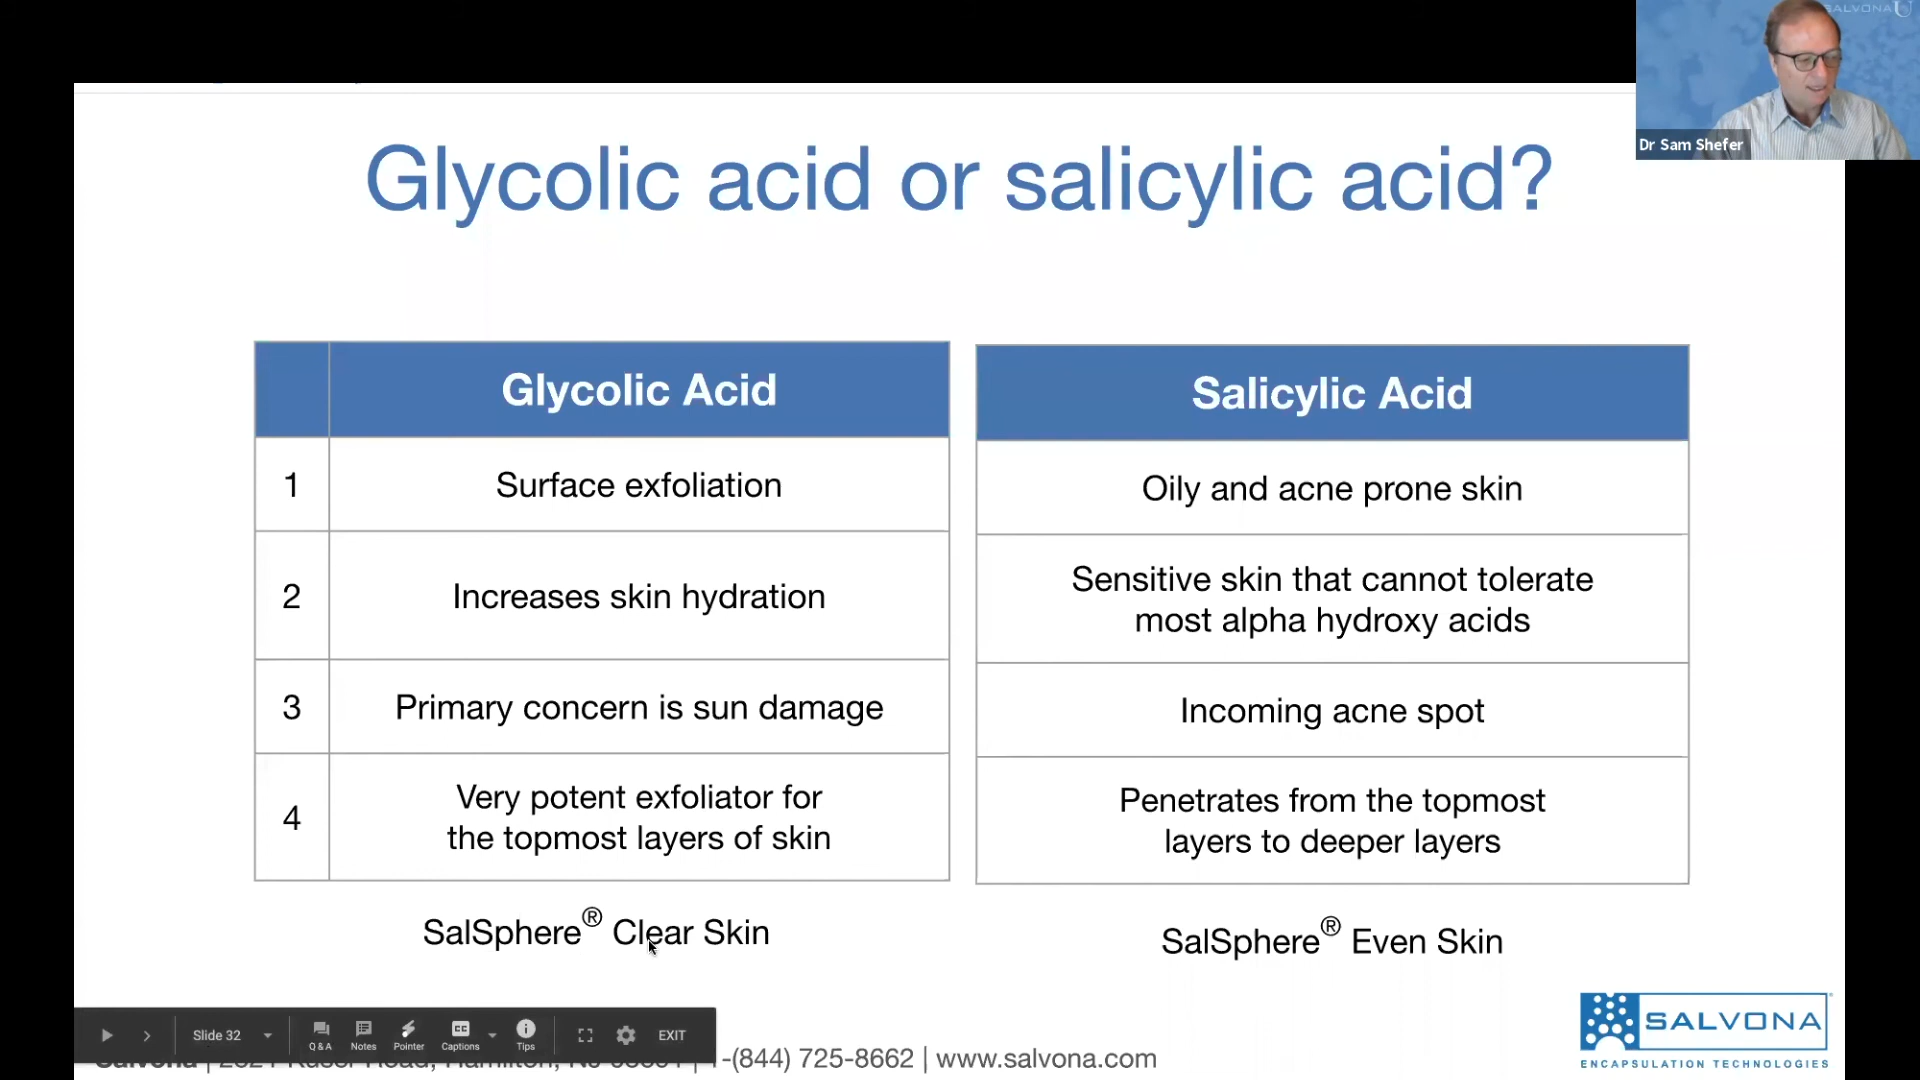 SALVONA
Dr Sam Shefer
Glycolic acid or salicylic acid?
Glycolic Acid
Salicylic Acid
1
Surface exfoliation
Oily and acne prone skin
2
Increases skin hydration
Sensitive skin that cannot tolerate
most alpha hydroxy acids
3
Primary concern is sun damage
Incoming acne spot
4
Very potent exfoliator for
the topmost layers of skin
Penetrates from the topmost
layers to deeper layers
SalSphere® Clear Skin
SalSphere® Even Skin
Slide 32
Q & A
Notes
Pointer
CC
Captions
Tips
EXIT
-(844) 725-8662 | www.salvona.com
SALVONA
ENCAPSULATION TECHNOLOGIES